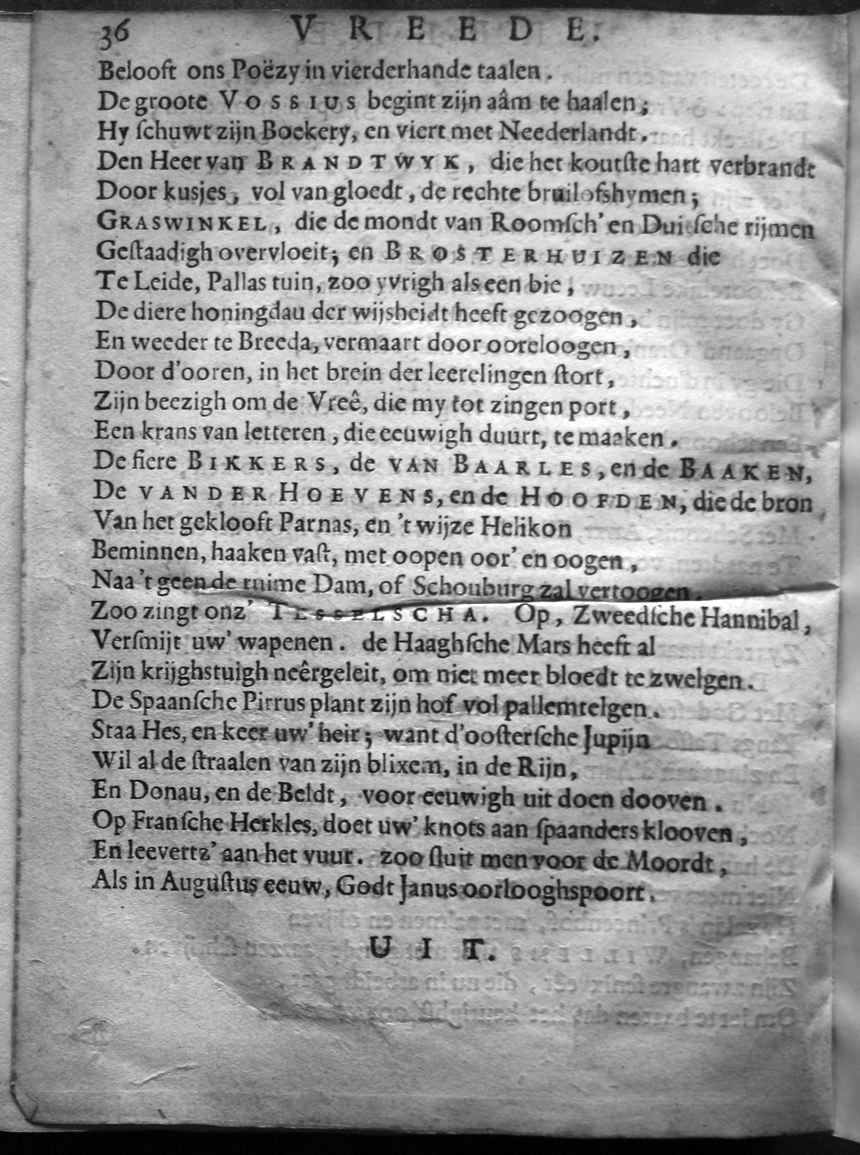 36 VREEDE.
Belooft ons Poëzy in vierderhande taalen.
De groote VOSSIUS begint zijn aâm te haalen;
Hy ſchuwt zijn Boekery, en viert met Neederlandt.
Den Heer van BRANDTWYK, die het koutſte hart verbrandt
Door kusjes, vol van gloedt, de rechte bruilofshymen;
GRASWINKEL, die de mondt van Roomſch' en Duitſche rijmen
Geſtaadigh overvloeit; en BROSTERHUIZEN die
Te Leide, Pallas tuin, zoo yvrigh als een bie,
De diere honingdau der wijsheidt heeft gezoogen,
En weeder te Breeda, vermaart door ooreloogen,
Door d'ooren, in het brein der leerelingen ſtort,
Zijn beezigh om de Vreê, die my tot zingen port,
Een krans van letteren, die eeuwigh duurt, te maaken.
De fiere BIKKERS, de VAN BAARLES, en de BAAKEN,
De VANDER HOEVENS, en de HOOFDEN, die de bron
Van het geklooft Parnas, en 't wijze Helikon
Beminnen, haaken vaſt, met oopen oor' en oogen,
Naa 't geen de ruime Dam, of Schouburg zal vertoogen.
Zoo zingt onz' TESSELSCHA. Op, Zweedſche Hannibal,
Verſmijt uw' wapenen. de Haaghſche Mars heeft al
Zijn krijghstuigh neêrgeleit, om niet meer bloedt te zwelgen.
De Spaanſche Pirrus plant zijn hof vol pallemtelgen.
Staa Hes, en keer uw' heir; want d'ooſterſche Jupijn
Wil al de ſtraalen van zijn blixem, in de Rijn,
En Donau, en de Beldt, voor eeuwigh uit doen dooven.
Op Franſche Herkles, doet uw' knots aan ſpaanders klooven,
En leevertz' aan het vuur. zoo ſluit men voor de Moordt,
Als in Auguſtus eeuw, Godt Janus oorlooghspoort.
UIT.